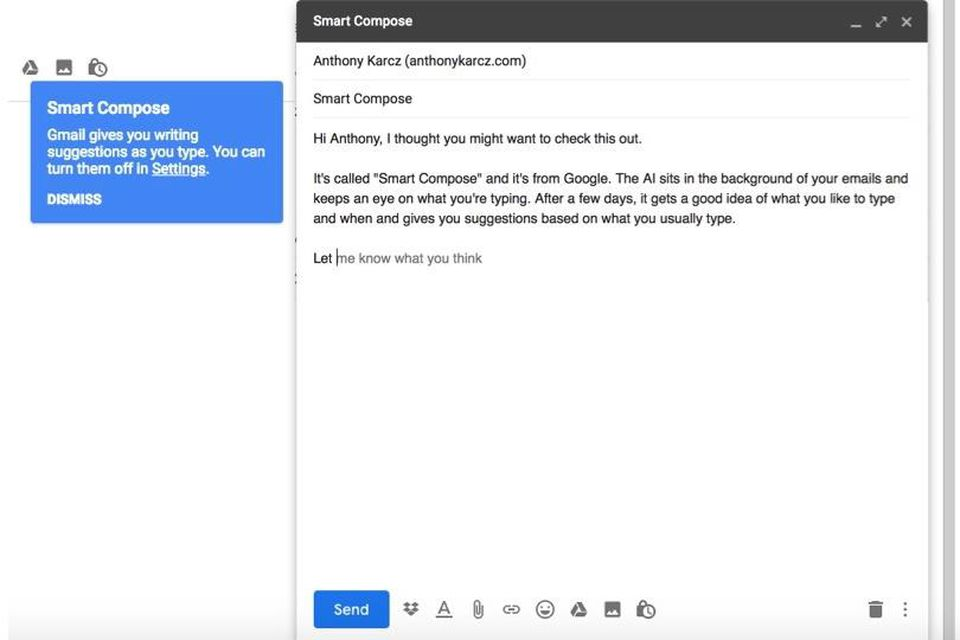 Smart Compose
Anthony Karcz (anthonykarcz.com)
Smart Compose
Hi Anthony, I thought you might want to check this out.
It's called "Smart Compose" and it's from Google. The AI sits in the background of your emails and
keeps an eye on what you're typing. After a few days, it gets a good idea of what you like to type
and when and gives you suggestions based on what you usually type.
Let me know what you think
Send
Smart Compose
Gmail gives you writing
suggestions as you type. You can
turn them off in Settings.
DISMISS